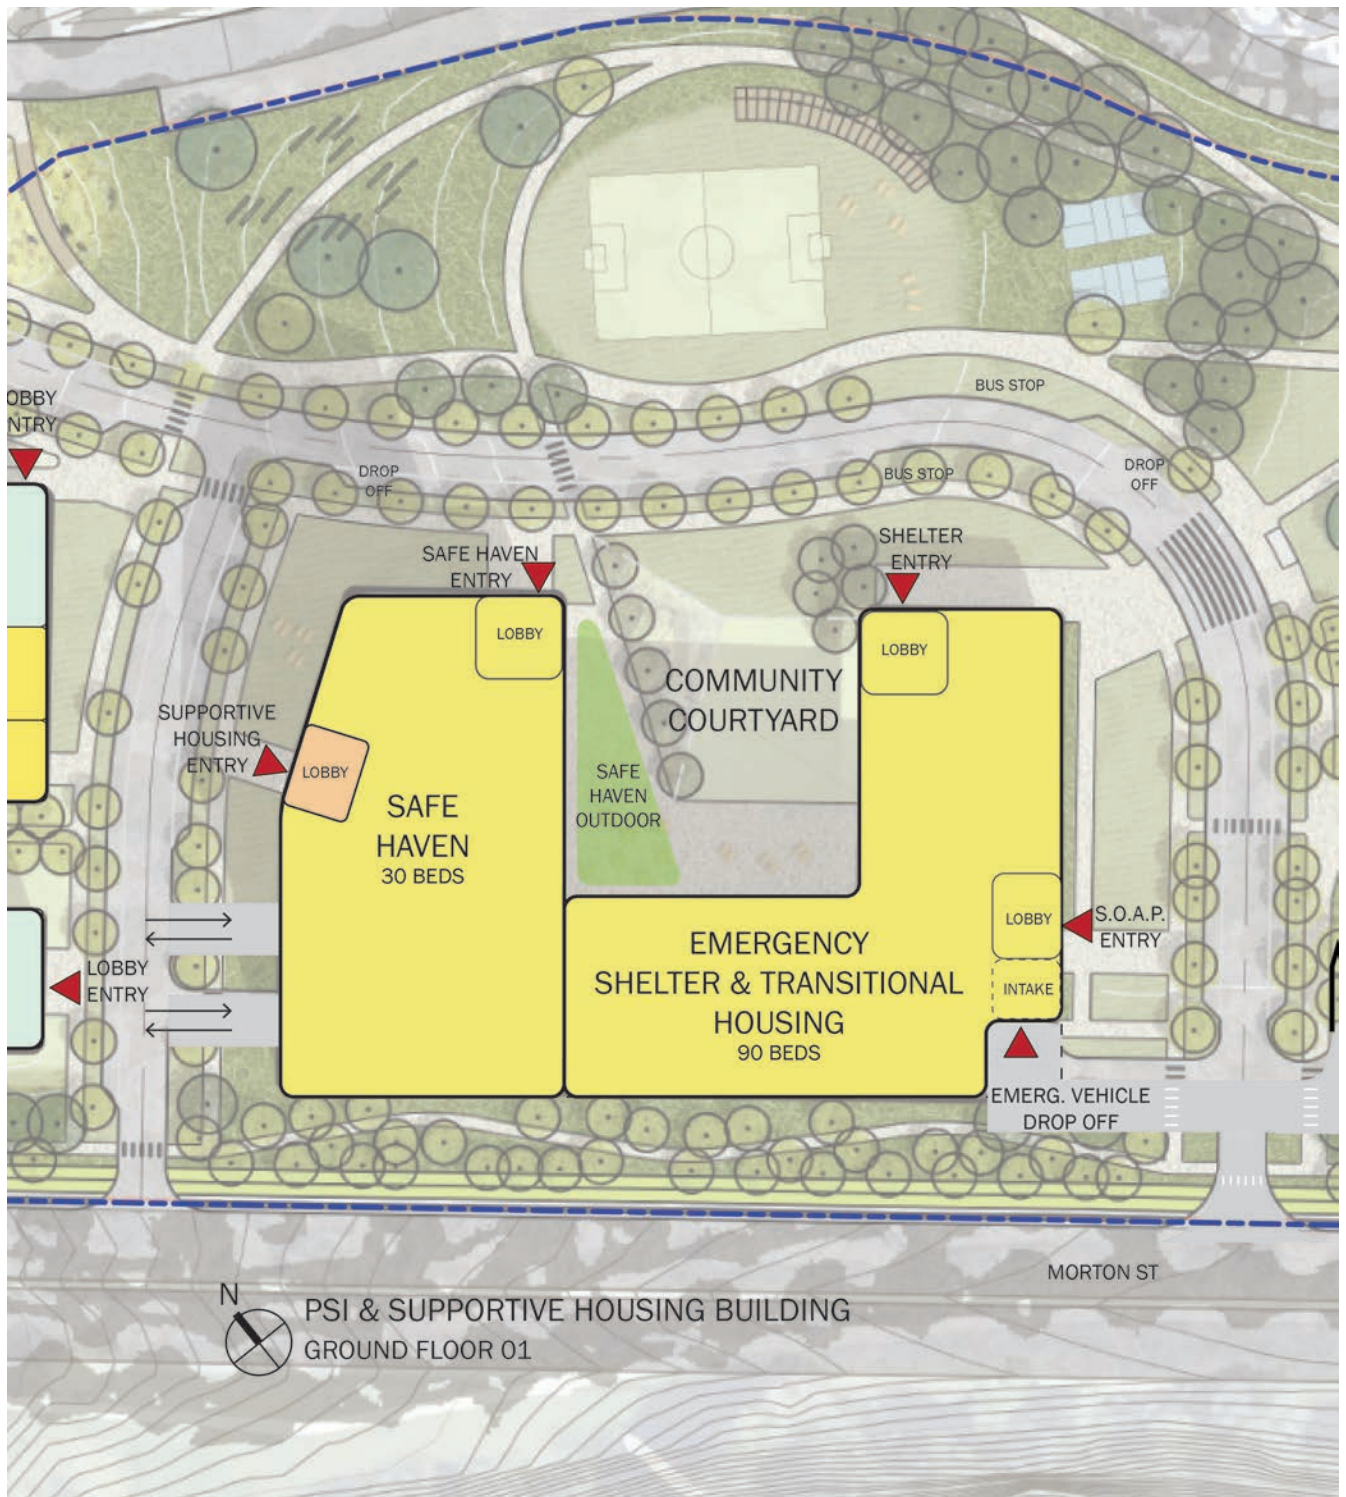 BUS STOP
OBBY
NTRY
DROP
OFF
BUS STOP
DROP
OFF
SAFE HAVEN
ENTRY
SHELTER
ENTRY
LOBBY
LOBBY
COMMUNITY
COURTYARD
SUPPORTIVE
HOUSING
ENTRY
LOBBY
SAFE
HAVEN
OUTDOOR
SAFE
HAVEN
30 BEDS
LOBBY
S.O.A.P.
ENTRY
EMERGENCY
SHELTER & TRANSITIONAL
HOUSING
90 BEDS
INTAKE
LOBBY
ENTRY
EMERG. VEHICLE
DROP OFF
MORTON ST
N
PSI & SUPPORTIVE HOUSING BUILDING
GROUND FLOOR 01